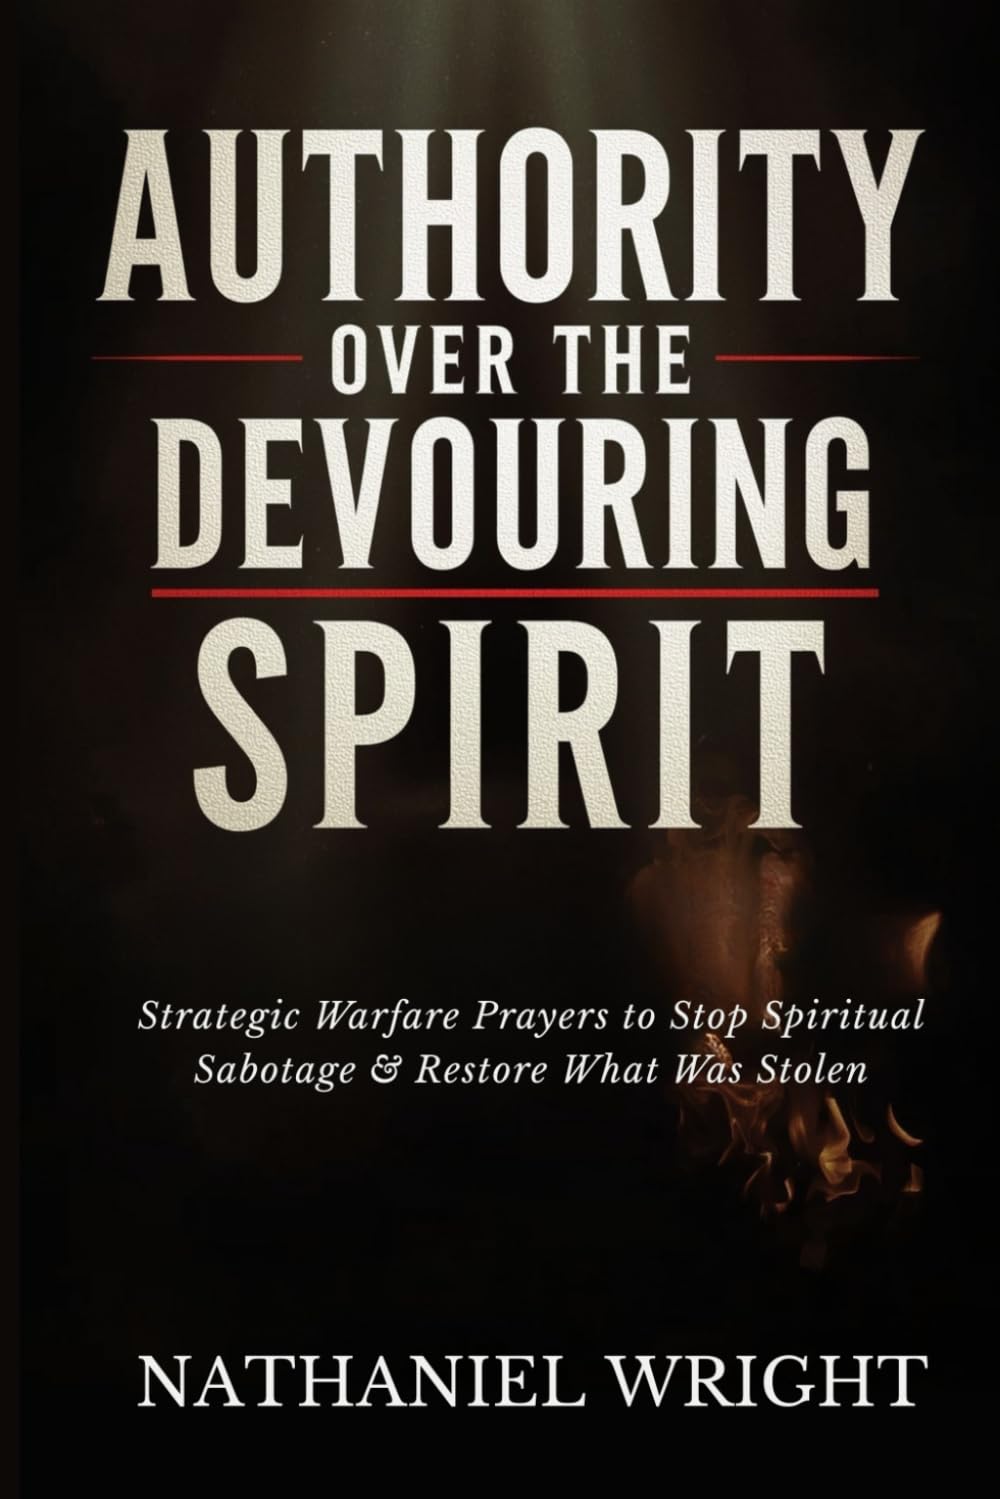 AUTHORITY
OVER THE
DEVOURING
SPIRIT
Strategic Warfare Prayers to Stop Spiritual
Sabotage & Restore What Was Stolen
NATHANIEL WRIGHT